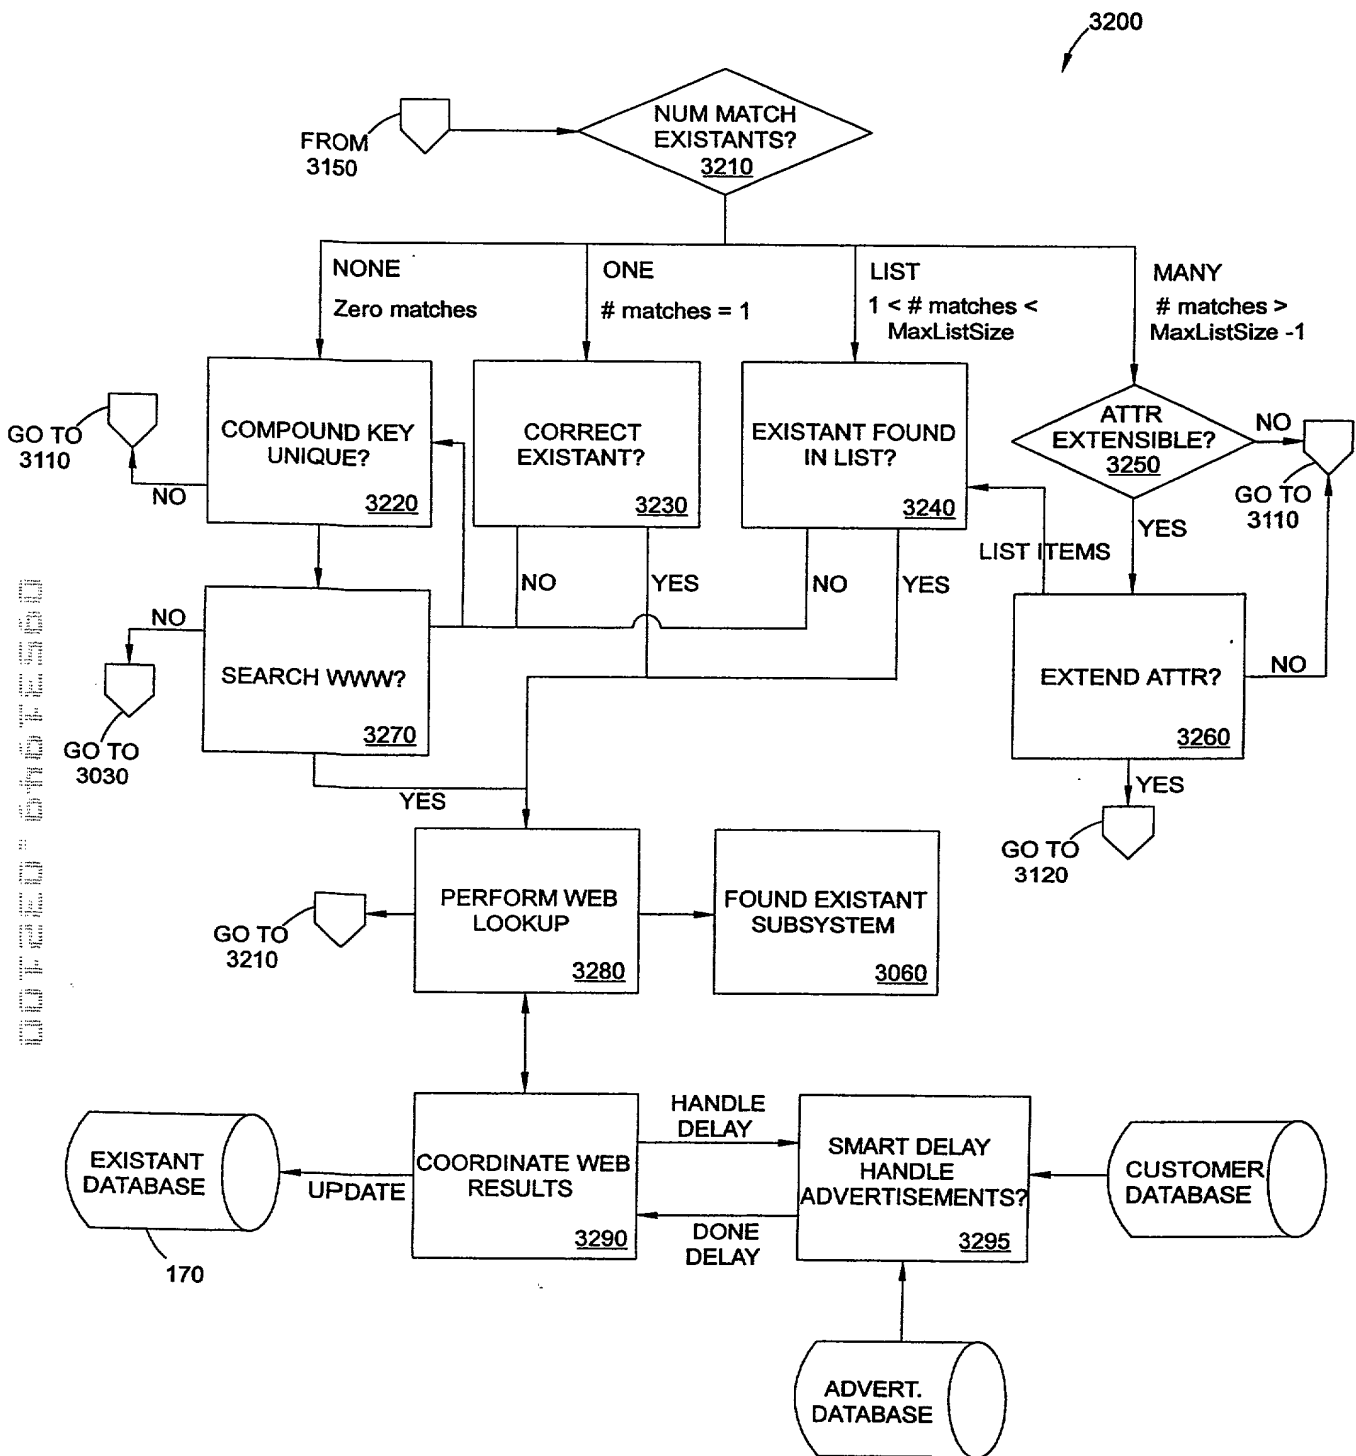 3200
NUM MATCH
EXISTANTS?
3210
FROM
3150
NONE
Zero matches
ONE
# matches = 1
LIST
1 < # matches <
MaxListSize
MANY
# matches >
MaxListSize -1
GO TO
3110
NO
COMPOUND KEY
UNIQUE?
3220
CORRECT
EXISTANT?
3230
EXISTANT FOUND
IN LIST?
3240
ATTR
EXTENSIBLE?
3250
NO
GO TO
3110
YES
LIST ITEMS
NO
YES
NO
YES
NO
GO TO
3030
SEARCH WWW?
3270
YES
EXTEND ATTR?
3260
NO
YES
GO TO
3120
GO TO
3210
PERFORM WEB
LOOKUP
3280
FOUND EXISTANT
SUBSYSTEM
3060
EXISTANT
DATABASE
170
UPDATE
COORDINATE WEB
RESULTS
3290
HANDLE
DELAY
DONE
DELAY
SMART DELAY
HANDLE
ADVERTISEMENTS?
3295
CUSTOMER
DATABASE
ADVERT.
DATABASE